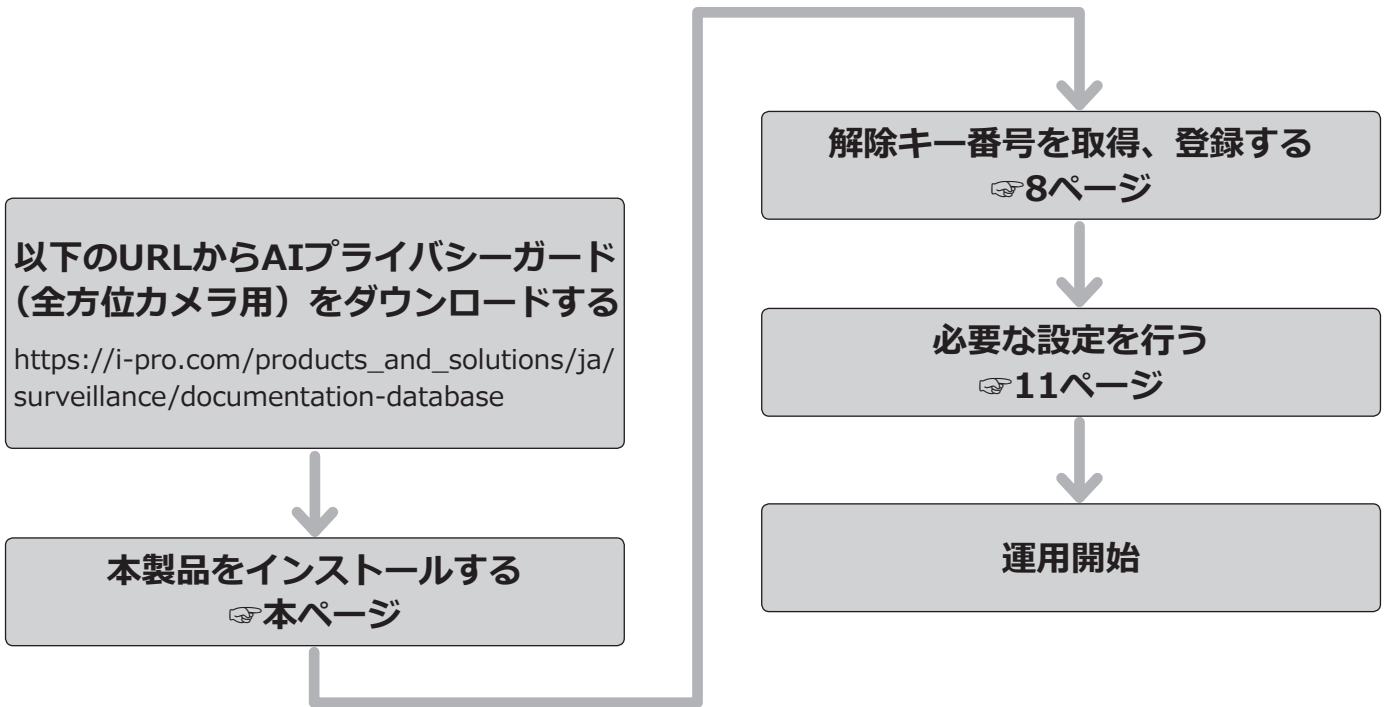 以下のURLからAIプライバシーガード
（全方位カメラ用）をダウンロードする
https://i-pro.com/products_and_solutions/ja/
surveillance/documentation-database
本製品をインストールする
☞本ページ
解除キー番号を取得、登録する
☞8ページ
必要な設定を行う
☞11ページ
運用開始